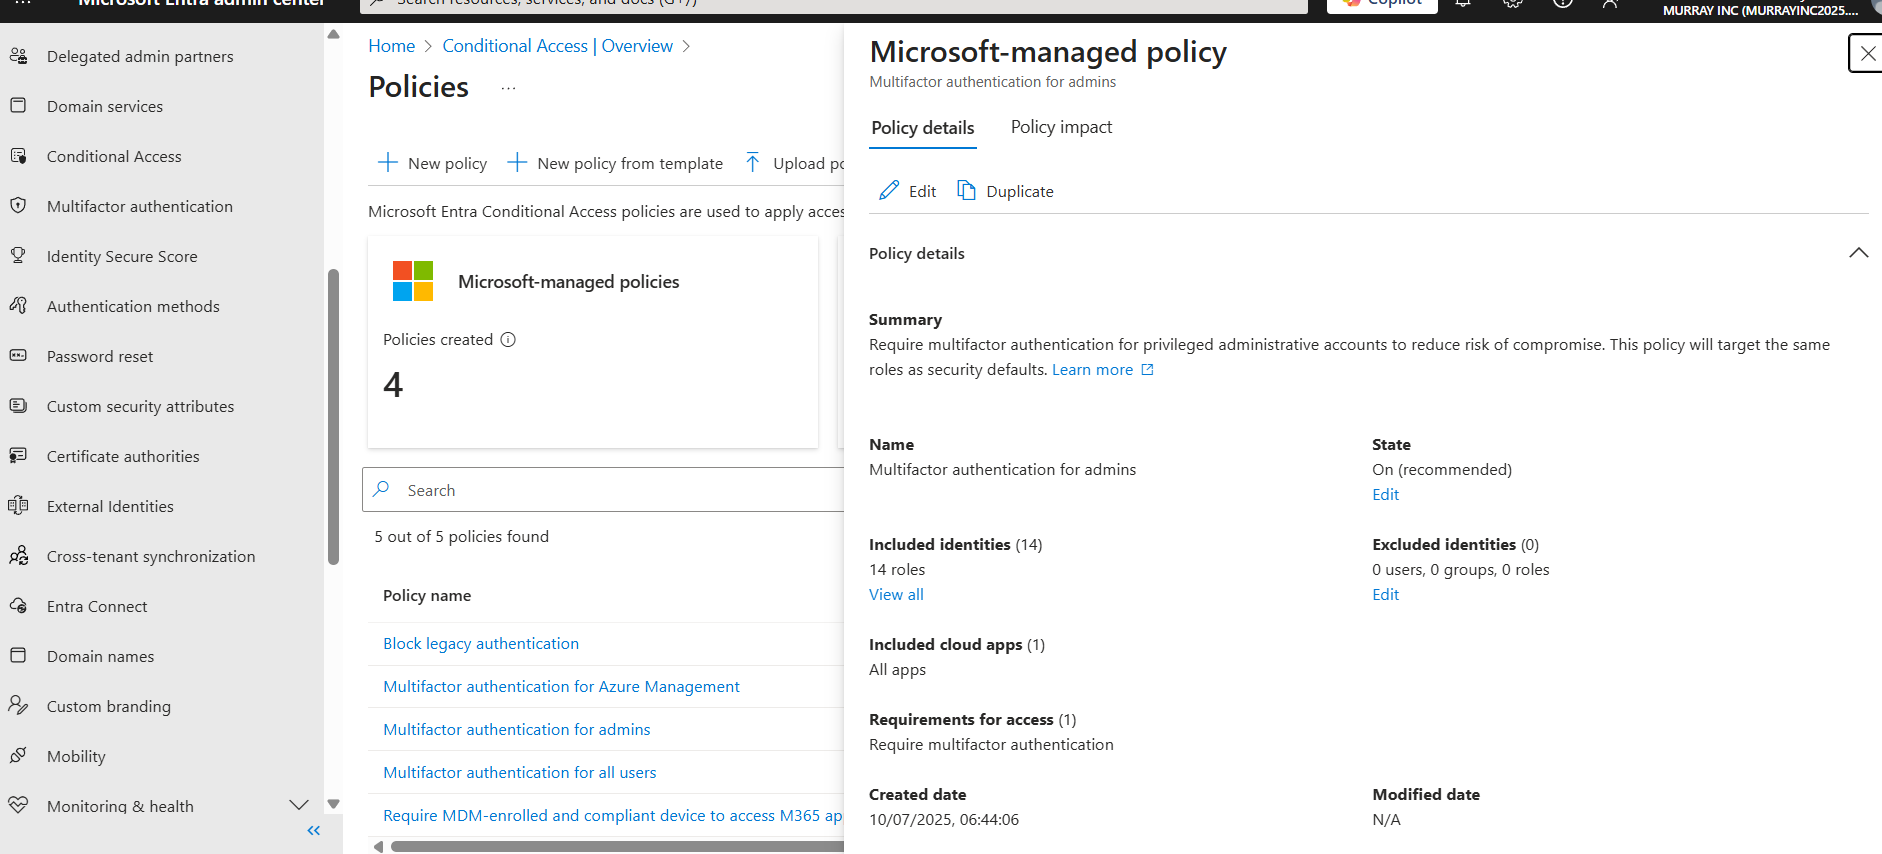 Microsoft Entra admin center
Search resources, services, and docs (G+/)
Copilot
MURRAY INC (MURRAYINC2025....
Delegated admin partners
Domain services
Conditional Access
Multifactor authentication
Identity Secure Score
Authentication methods
Password reset
Custom security attributes
Certificate authorities
External Identities
Cross-tenant synchronization
Entra Connect
Domain names
Custom branding
Mobility
Monitoring & health
Home > Conditional Access | Overview >
Policies ...
New policy
New policy from template
Upload po
Microsoft Entra Conditional Access policies are used to apply acces
Microsoft-managed policies
Policies created
4
Search
5 out of 5 policies found
Policy name
Block legacy authentication
Multifactor authentication for Azure Management
Multifactor authentication for admins
Multifactor authentication for all users
Require MDM-enrolled and compliant device to access M365 ap
Microsoft-managed policy
Multifactor authentication for admins
Policy details
Policy impact
Edit
Duplicate
Policy details
Summary
Require multifactor authentication for privileged administrative accounts to reduce risk of compromise. This policy will target the same
roles as security defaults. Learn more
Name
Multifactor authentication for admins
State
On (recommended)
Edit
Included identities (14)
14 roles
View all
Excluded identities (0)
0 users, 0 groups, 0 roles
Edit
Included cloud apps (1)
All apps
Requirements for access (1)
Require multifactor authentication
Created date
10/07/2025, 06:44:06
Modified date
N/A